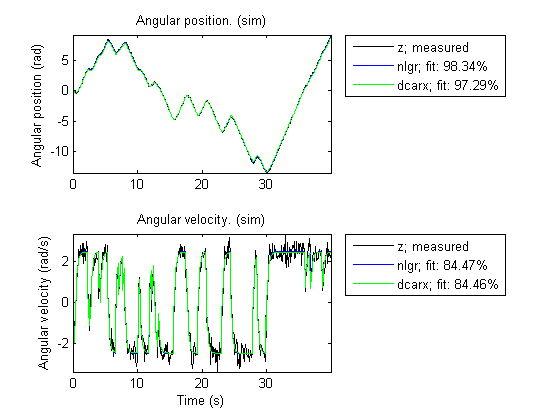 Angular position. (sim)
Angular position (rad)
5
0
-5
-10
0
10
20
30
z; measured
nlgr; fit: 98.34%
dcarx; fit: 97.29%
Angular velocity. (sim)
Angular velocity (rad/s)
2
0
-2
0
10
20
30
Time (s)
z; measured
nlgr; fit: 84.47%
dcarx; fit: 84.46%